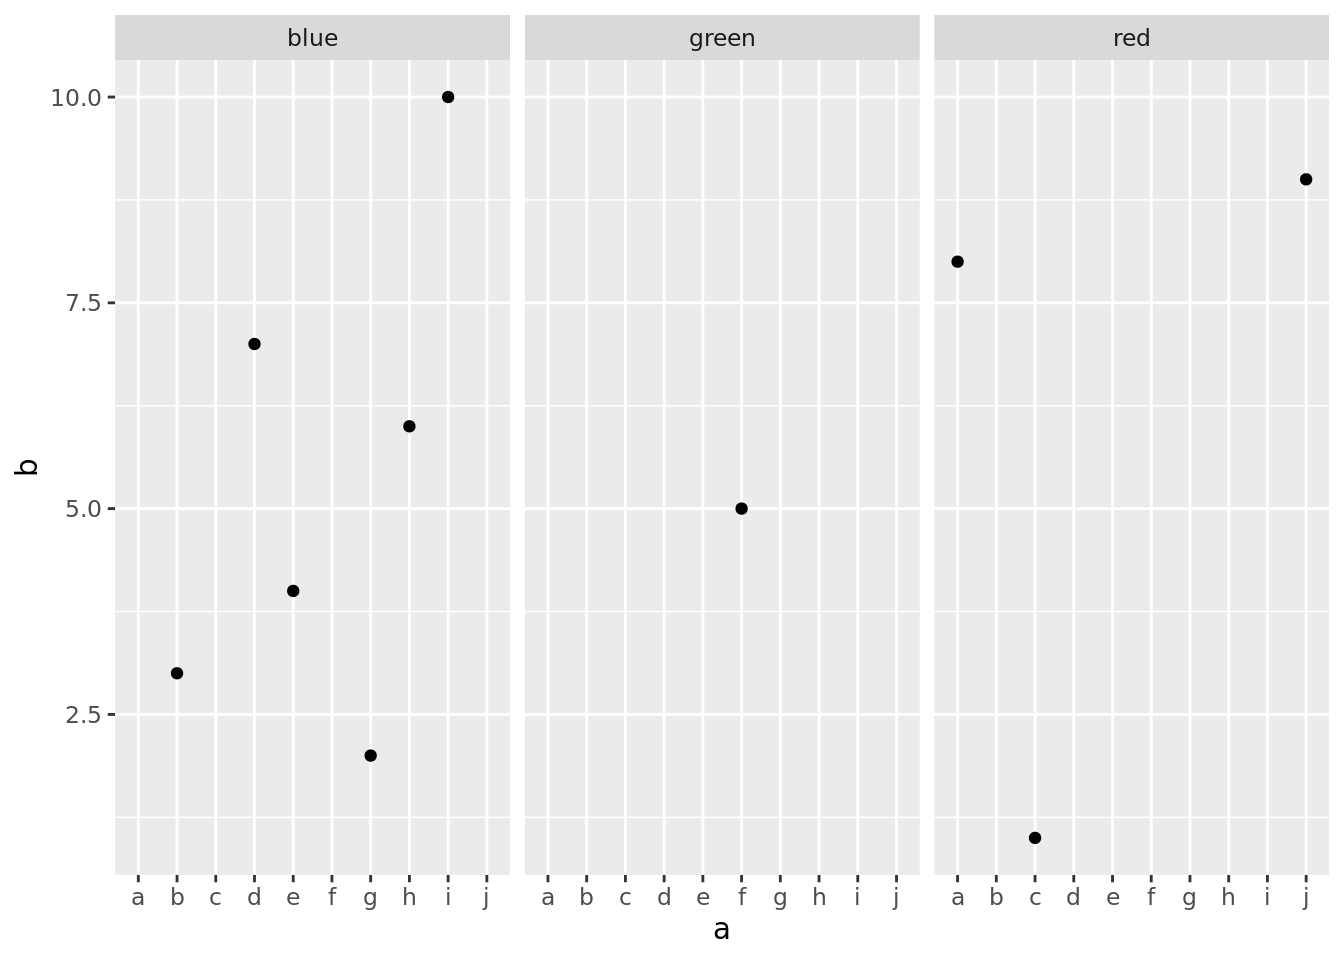 blue green red
10.0
7.5
b
5.0
2.5
a b c d e f g h i j a b c d e f g h i j a b c d e f g h i j
a